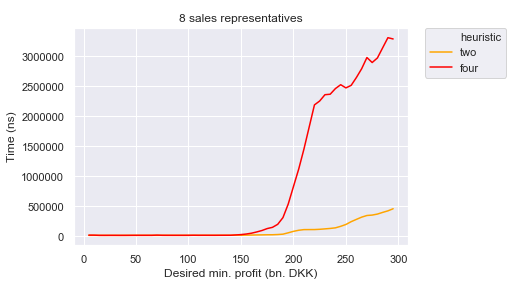 8 sales representatives
heuristic
two
four
Time (ns)
3000000
2500000
2000000
1500000
1000000
500000
0
0 50 100 150 200 250 300
Desired min. profit (bn. DKK)